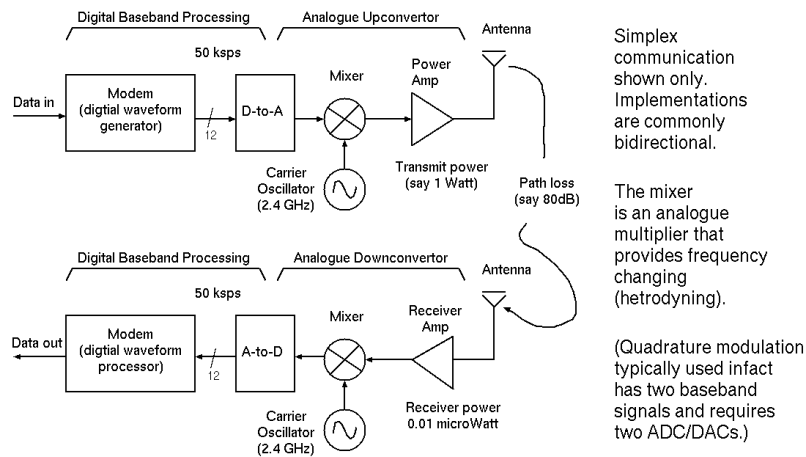 Digital Baseband Processing
Analogue Upconvertor
50 ksps
Antenna
Mixer
Power
Amp
Data in
Modem
(digtial waveform
generator)
12
D-to-A
Carrier
Oscillator
(2.4 GHz)
Transmit power
(say 1 Watt)
Path loss
(say 80dB)
Digital Baseband Processing
Analogue Downconvertor
50 ksps
Antenna
Mixer
Receiver
Amp
Data out
Modem
(digtial waveform
processor)
12
A-to-D
Carrier
Oscillator
(2.4 GHz)
Receiver power
0.01 microWatt
Simplex
communication
shown only.
Implementations
are commonly
bidirectional.
The mixer
is an analogue
multiplier that
provides frequency
changing
(hetrodyning).
(Quadrature modulation
typically used infact
has two baseband
signals and requires
two ADC/DACs.)